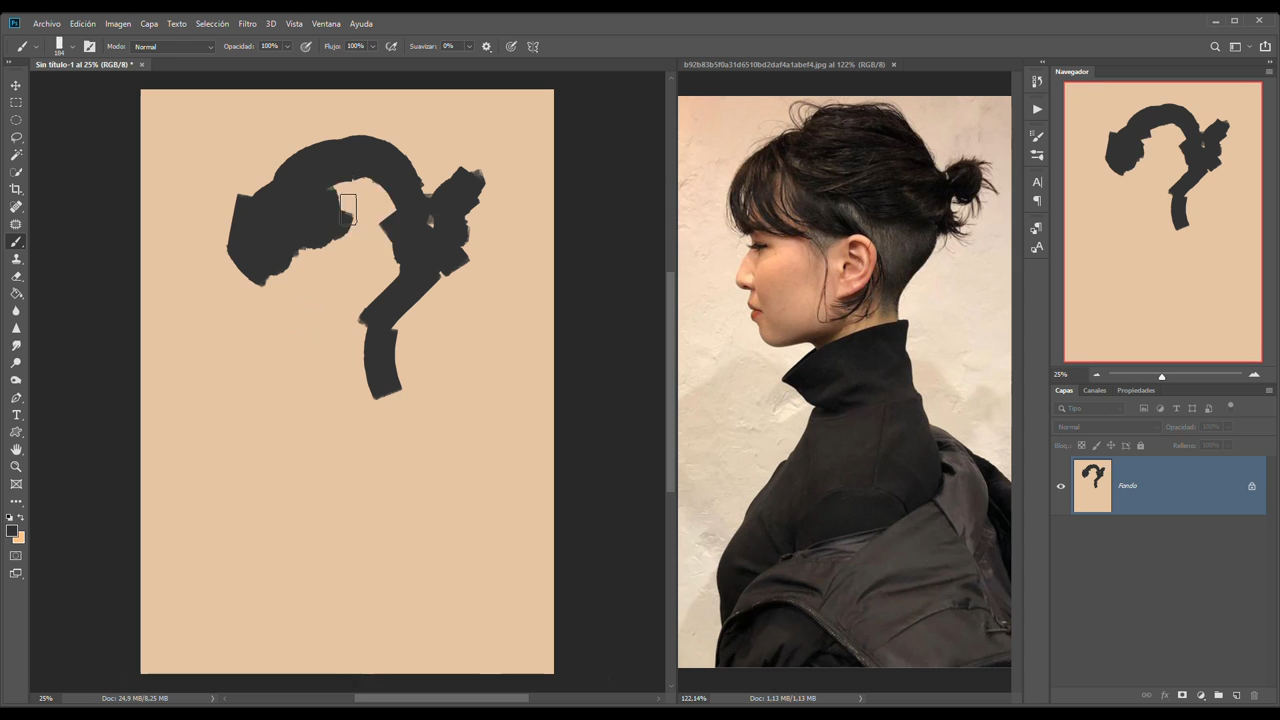 Ps Archivo Edición Imagen Capa Texto Selección Filtro 3D Vista Ventana Ayuda
184 Modo: Normal Opacidad: 100% Flujo: 100% Suavizar: 0%
Sin título-1 al 25% (RGB/8) * ×
b92b83b5f0a31d6510bd2daf4a1abef4.jpg al 122% (RGB/8) ×
Navegador
25%
Capas Canales Propiedades
Tipo
Normal Opacidad: 100%
Bloq.: Relleno: 100%
Fondo
25% Doc: 24,9 MB/8,25 MB
122,14% Doc: 1,13 MB/1,13 MB